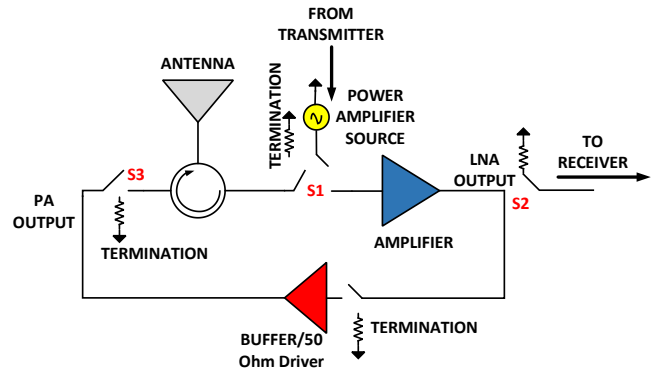 FROM
TRANSMITTER
ANTENNA
TERMINATION
POWER
AMPLIFIER
SOURCE
TO
RECEIVER
LNA
OUTPUT
S3
S1
S2
PA
OUTPUT
TERMINATION
AMPLIFIER
TERMINATION
BUFFER/50
Ohm Driver